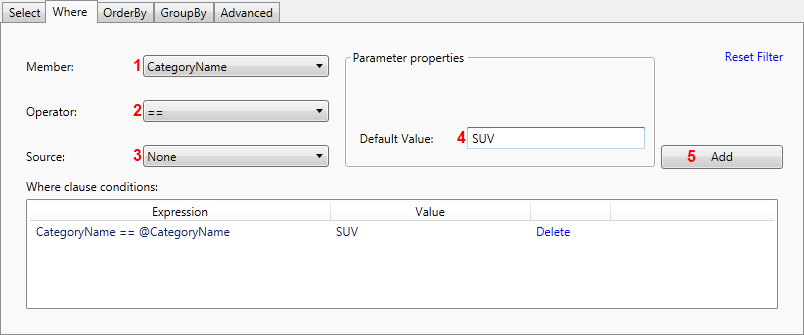 Select Where OrderBy GroupBy Advanced
Member: 1 CategoryName Parameter properties Reset Filter
Operator: 2 ==
Default Value: 4 SUV
Source: 3 None 5 Add
Where clause conditions:
Expression Value
CategoryName == @CategoryName SUV Delete